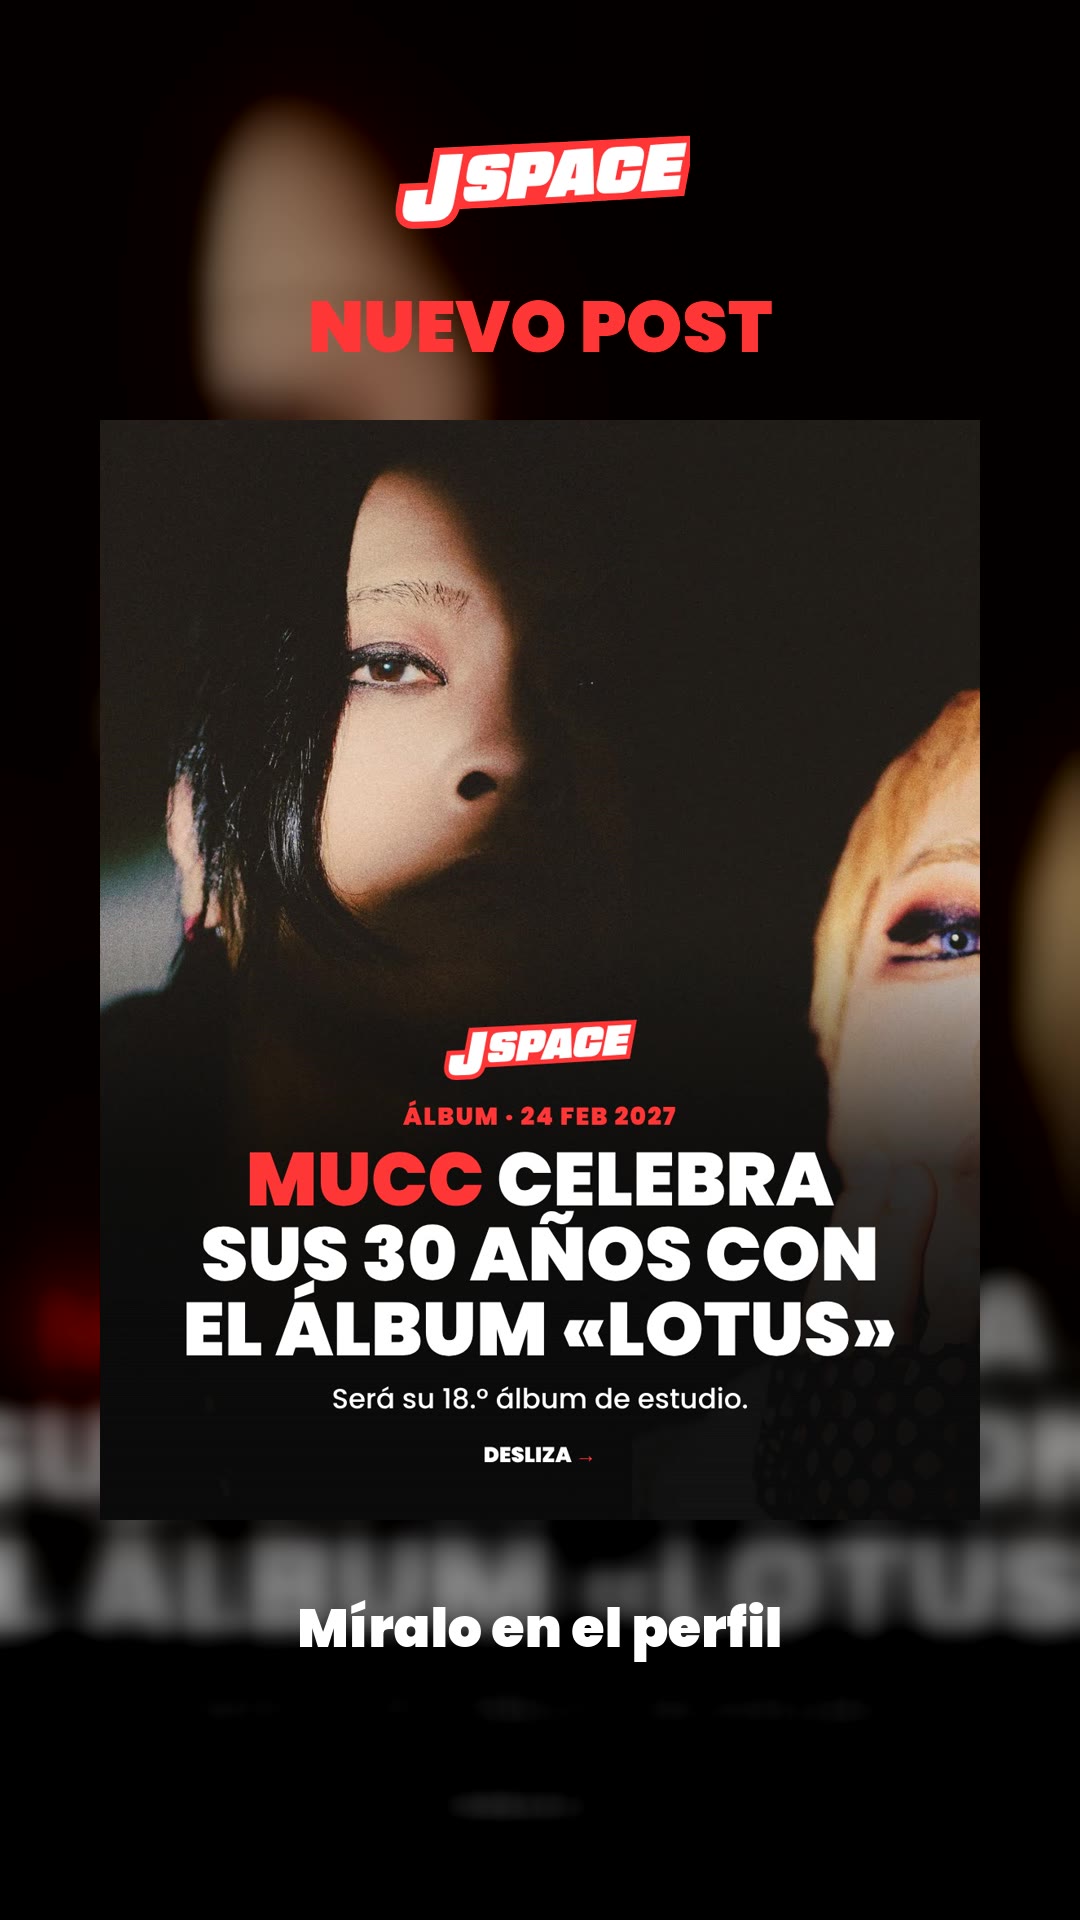 JSPACE
NUEVO POST
JSPACE
ÁLBUM · 24 FEB 2027
MUCC CELEBRA
SUS 30 AÑOS CON
EL ÁLBUM «LOTUS»
Será su 18.º álbum de estudio.
DESLIZA →
Míralo en el perfil